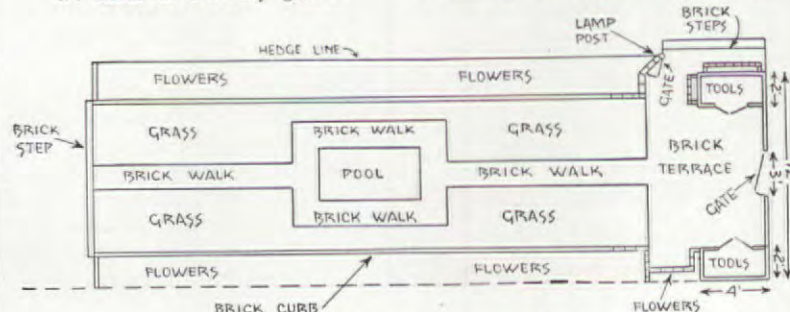 BRICK
STEPS
LAMP
POST
HEDGE LINE
FLOWERS FLOWERS
GATE
TOOLS
2'
BRICK
STEP
GRASS GRASS
BRICK WALK
BRICK
TERRACE
BRICK WALK POOL BRICK WALK
3'
GATE
GRASS GRASS
BRICK WALK
TOOLS
2'
FLOWERS FLOWERS
4'
BRICK CURB
FLOWERS